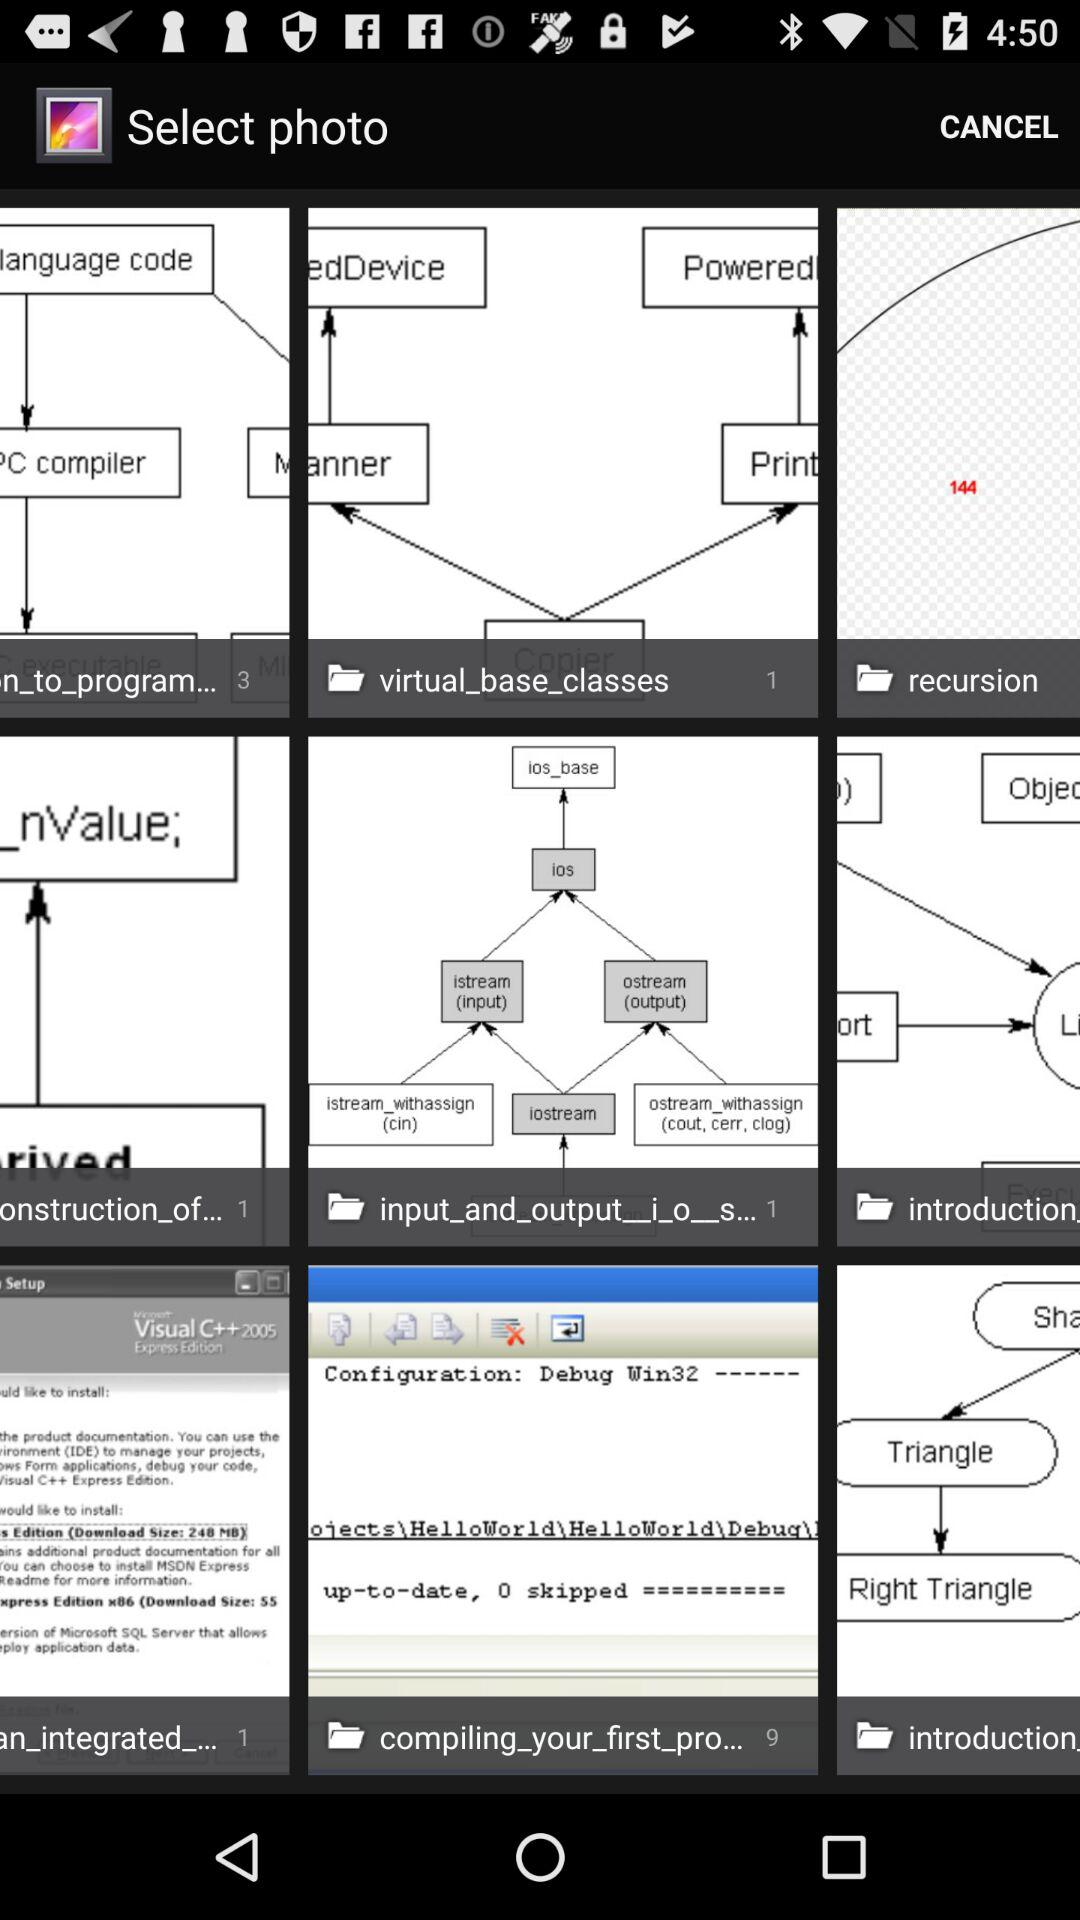 FAKE
4:50
Select photo
CANCEL
language code
PC compiler
C executable
on_to_program... 3
edDevice
Powered
anner
Print
Copier
virtual_base_classes 1
144
recursion
_nValue;
rived
onstruction_of... 1
ios_base
ios
istream
(input)
ostream
(output)
istream_withassign
(cin)
iostream
ostream_withassign
(cout, cerr, clog)
input_and_output__i_o__s... 1
Objec
ort
Li
introduction_
Setup
Microsoft
Visual C++ 2005
Express Edition
uld like to install:
the product documentation. You can use the
vironment (IDE) to manage your projects,
ows Form applications, debug your code,
Visual C++ Express Edition.
would like to install:
s Edition (Download Size: 248 MB)
ains additional product documentation for all
You can choose to install MSDN Express
Readme for more information.
xpress Edition x86 (Download Size: 55
ersion of Microsoft SQL Server that allows
eploy application data.
Cancel
an_integrated_... 1
Configuration: Debug Win32 ------
ojects\HelloWorld\HelloWorld\Debug\
up-to-date, 0 skipped ==========
compiling_your_first_pro... 9
Sha
Triangle
Right Triangle
introduction_